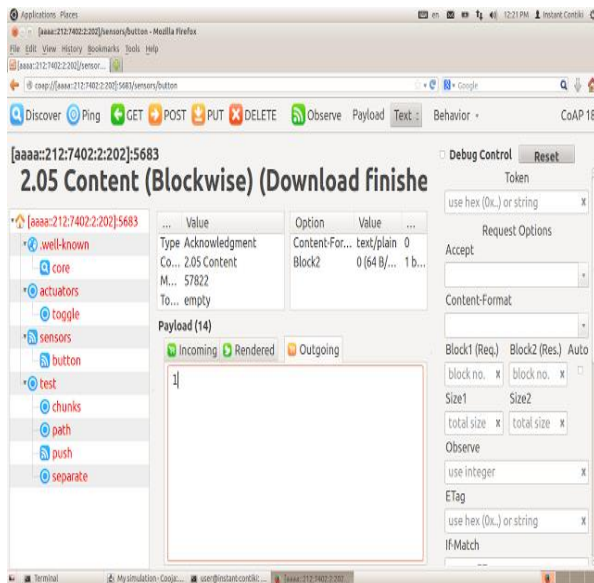 Applications Places en 12:21 PM Instant Contiki
[aaaa::212:7402:2:202]/sensors/button - Mozilla Firefox
File Edit View History Bookmarks Tools Help
[aaaa::212:7402:2:202]/sensor...
coap://[aaaa::212:7402:2:202]:5683/sensors/button Google
Discover Ping GET POST PUT DELETE Observe Payload Text Behavior CoAP 18
[aaaa::212:7402:2:202]:5683
2.05 Content (Blockwise) (Download finishe
[aaaa::212:7402:2:202]:5683
.well-known
core
actuators
toggle
sensors
button
test
chunks
path
push
separate
... Value
Type Acknowledgment
Co... 2.05 Content
M... 57822
To... empty
Option Value ...
Content-For... text/plain 0
Block2 0 (64 B/... 1 b...
Payload (14)
Incoming Rendered Outgoing
1
Debug Control Reset
Token
use hex (0x..) or string x
Request Options
Accept
Content-Format
Block1 (Req.) Block2 (Res.) Auto
block no. x block no. x
Size1 Size2
total size x total size x
Observe
use integer x
ETag
use hex (0x..) or string x
If-Match
Terminal My simulation - Cooja:... user@instant-contiki: ...